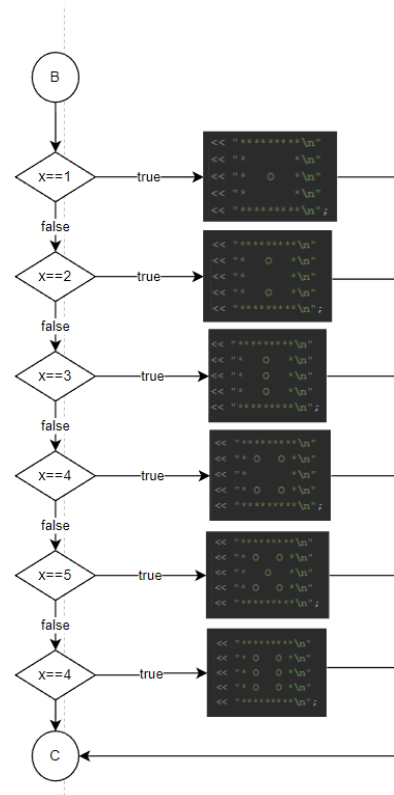 B
x==1
true
<< "*********\n"
<< "*       *\n"
<< "*   O   *\n"
<< "*       *\n"
<< "*********\n";
false
x==2
true
<< "*********\n"
<< "*   O   *\n"
<< "*       *\n"
<< "*   O   *\n"
<< "*********\n";
false
x==3
true
<< "*********\n"
<< "*   O   *\n"
<< "*   O   *\n"
<< "*   O   *\n"
<< "*********\n";
false
x==4
true
<< "*********\n"
<< "* O   O *\n"
<< "*       *\n"
<< "* O   O *\n"
<< "*********\n";
false
x==5
true
<< "*********\n"
<< "* O   O *\n"
<< "*   O   *\n"
<< "* O   O *\n"
<< "*********\n";
false
x==4
true
<< "*********\n"
<< "* O   O *\n"
<< "* O   O *\n"
<< "* O   O *\n"
<< "*********\n";
C